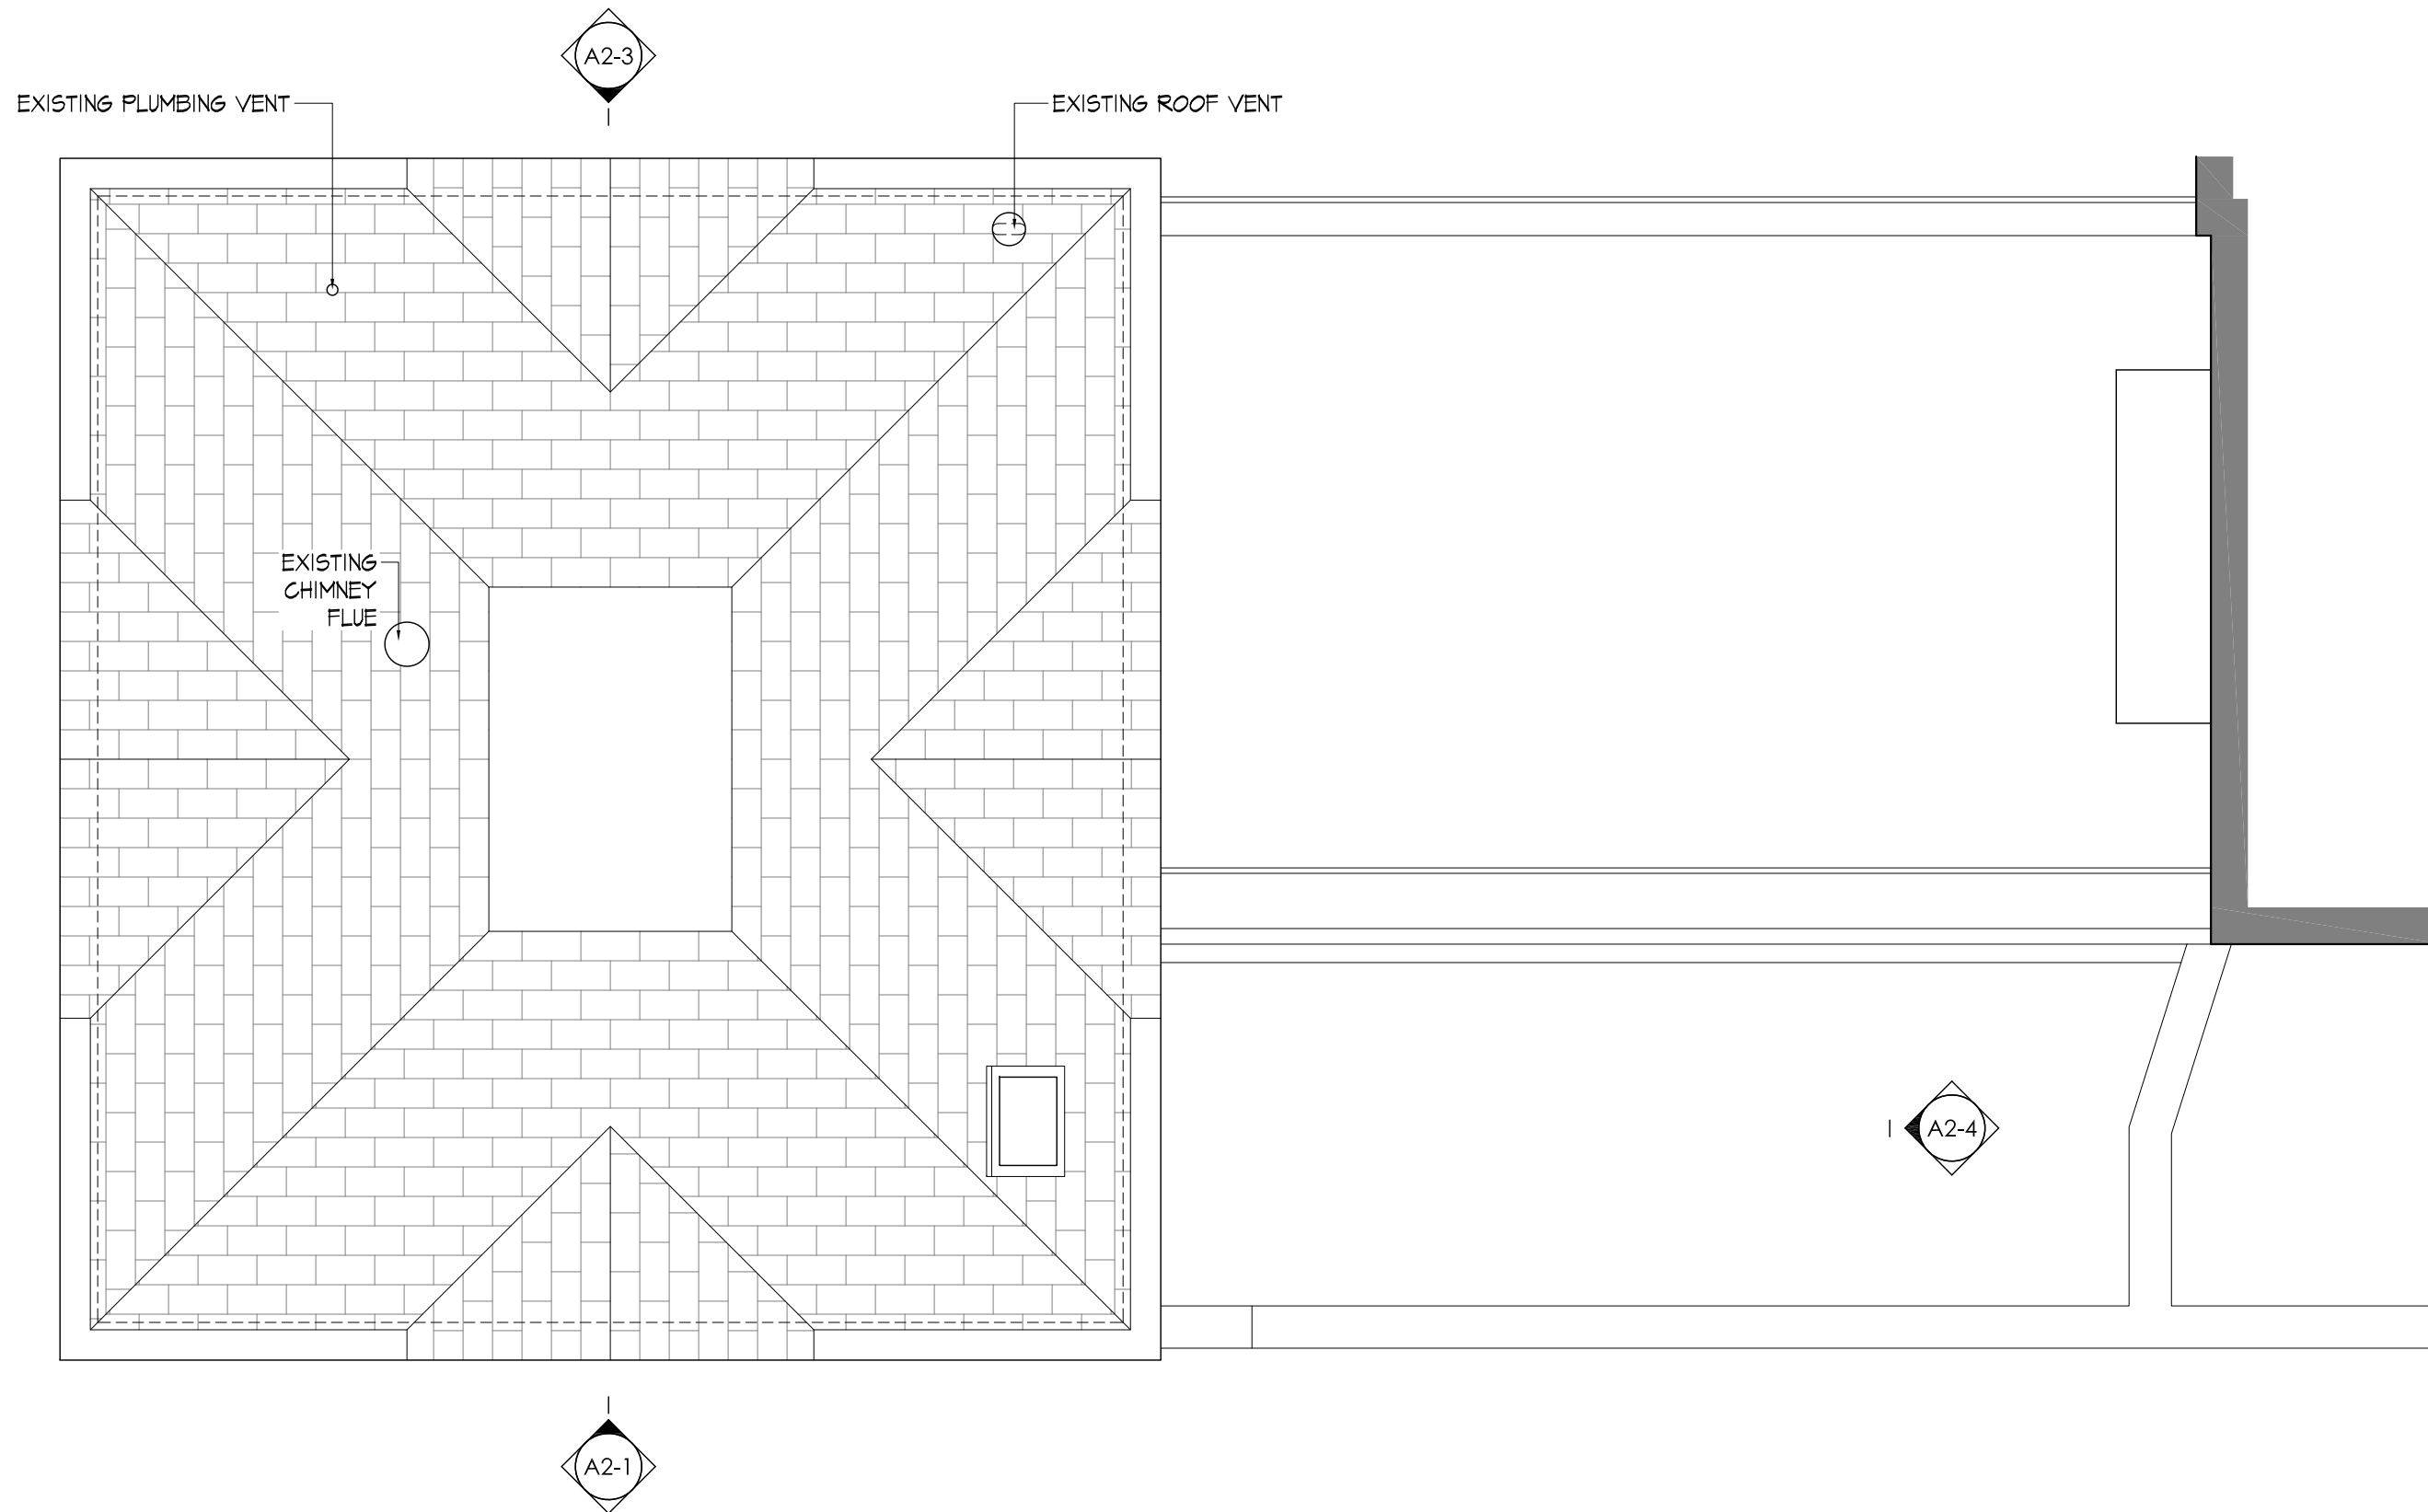 A2-3
EXISTING PLUMBING VENT
EXISTING ROOF VENT
EXISTING
CHIMNEY
FLUE
A2-4
A2-1